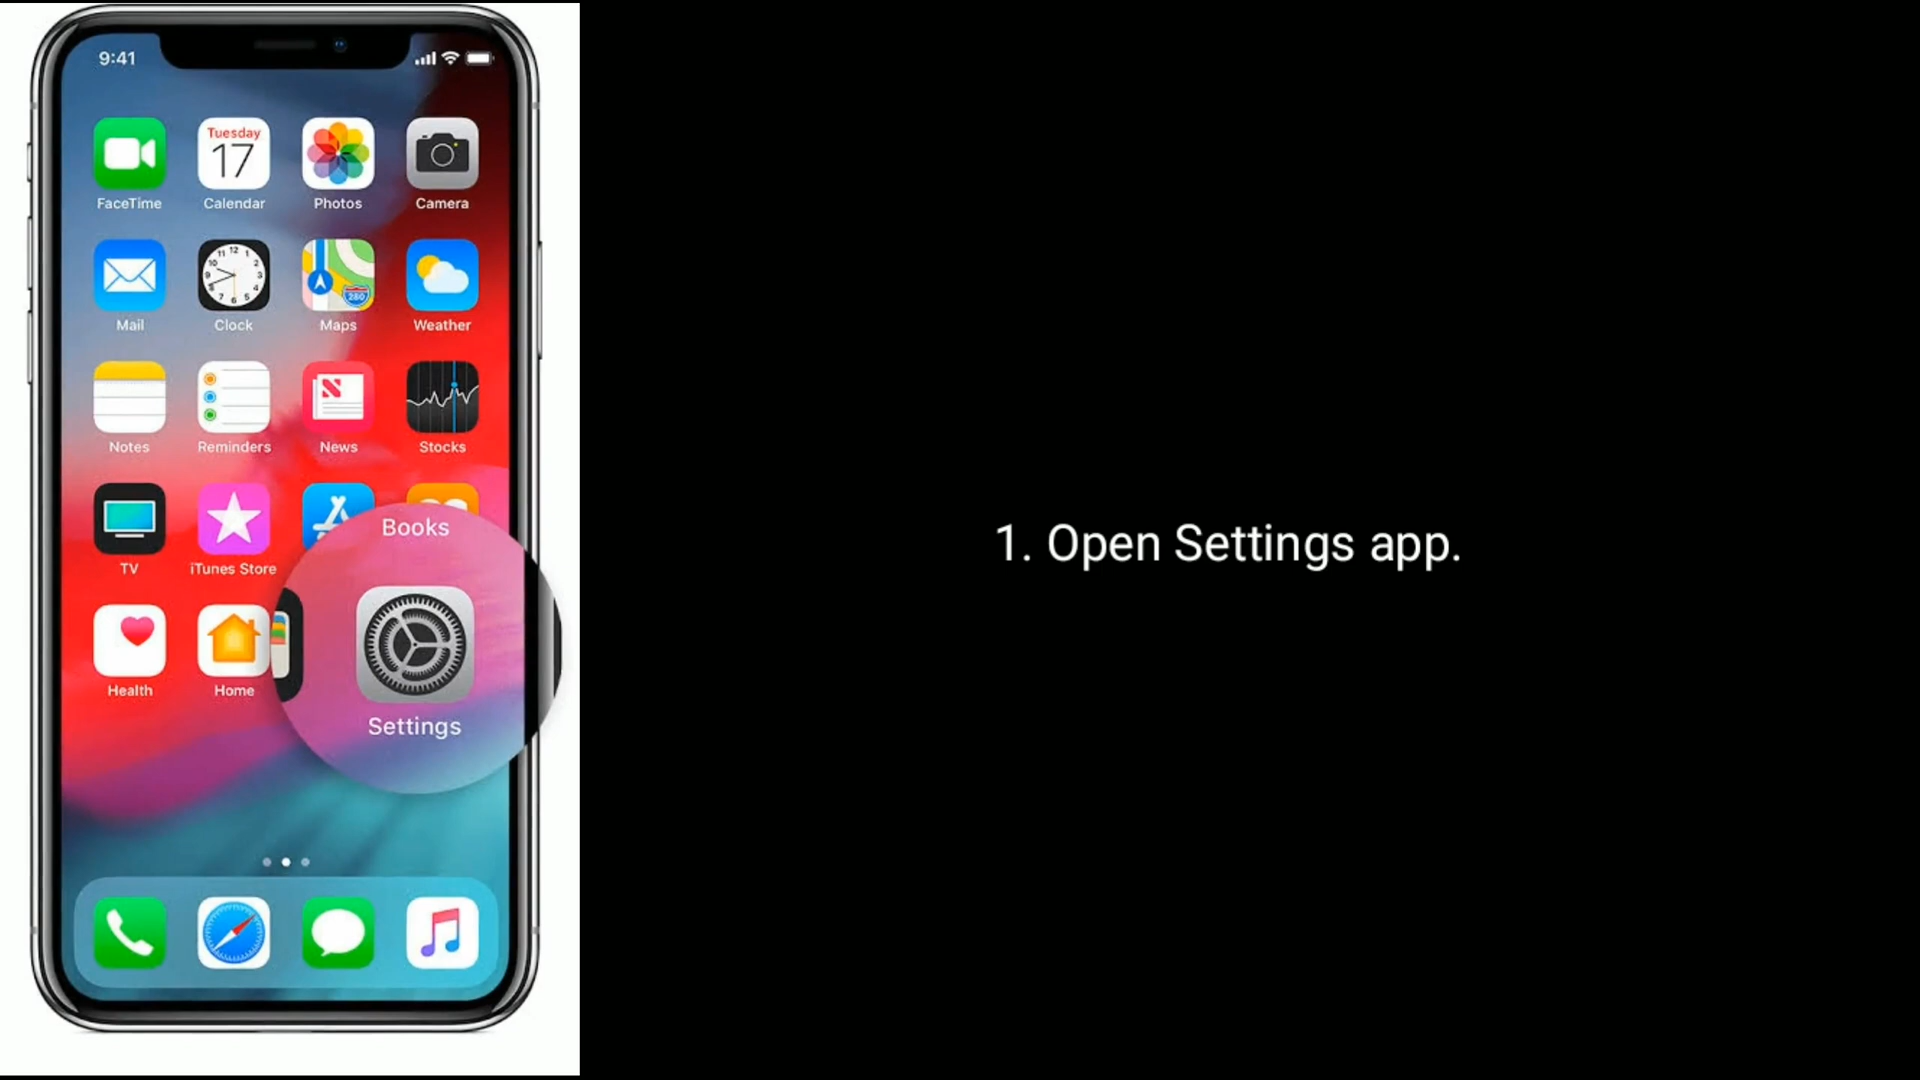 9:41
Tuesday
17
FaceTime Calendar Photos Camera
280
Mail Clock Maps Weather
Notes Reminders News Stocks
Books
TV iTunes Store
Health Home
Settings
1. Open Settings app.